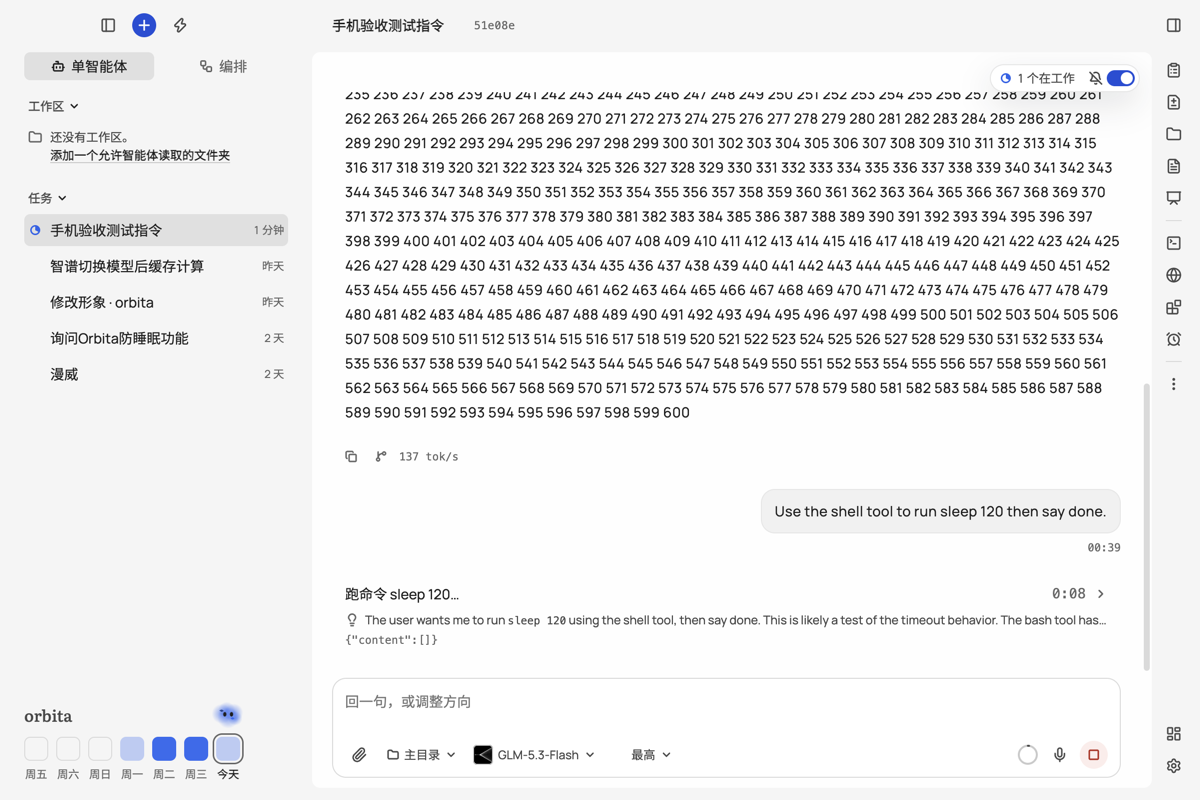 手机验收测试指令 51e08e
单智能体 编排
工作区
还没有工作区。
添加一个允许智能体读取的文件夹
任务
手机验收测试指令 1 分钟
智谱切换模型后缓存计算 昨天
修改形象 · orbita 昨天
询问Orbita防睡眠功能 2 天
漫威 2 天
orbita
周五 周六 周日 周一 周二 周三 今天
1 个在工作
235 236 237 238 239 240 241 242 243 244 245 246 247 248 249 250 251 252 253 254 255 256 257 258 259 260 261
262 263 264 265 266 267 268 269 270 271 272 273 274 275 276 277 278 279 280 281 282 283 284 285 286 287 288
289 290 291 292 293 294 295 296 297 298 299 300 301 302 303 304 305 306 307 308 309 310 311 312 313 314 315
316 317 318 319 320 321 322 323 324 325 326 327 328 329 330 331 332 333 334 335 336 337 338 339 340 341 342 343
344 345 346 347 348 349 350 351 352 353 354 355 356 357 358 359 360 361 362 363 364 365 366 367 368 369 370
371 372 373 374 375 376 377 378 379 380 381 382 383 384 385 386 387 388 389 390 391 392 393 394 395 396 397
398 399 400 401 402 403 404 405 406 407 408 409 410 411 412 413 414 415 416 417 418 419 420 421 422 423 424 425
426 427 428 429 430 431 432 433 434 435 436 437 438 439 440 441 442 443 444 445 446 447 448 449 450 451 452
453 454 455 456 457 458 459 460 461 462 463 464 465 466 467 468 469 470 471 472 473 474 475 476 477 478 479
480 481 482 483 484 485 486 487 488 489 490 491 492 493 494 495 496 497 498 499 500 501 502 503 504 505 506
507 508 509 510 511 512 513 514 515 516 517 518 519 520 521 522 523 524 525 526 527 528 529 530 531 532 533 534
535 536 537 538 539 540 541 542 543 544 545 546 547 548 549 550 551 552 553 554 555 556 557 558 559 560 561
562 563 564 565 566 567 568 569 570 571 572 573 574 575 576 577 578 579 580 581 582 583 584 585 586 587 588
589 590 591 592 593 594 595 596 597 598 599 600
137 tok/s
Use the shell tool to run sleep 120 then say done.
00:39
跑命令 sleep 120… 0:08
The user wants me to run sleep 120 using the shell tool, then say done. This is likely a test of the timeout behavior. The bash tool has…
{"content":[]}
回一句，或调整方向
主目录 GLM-5.3-Flash 最高